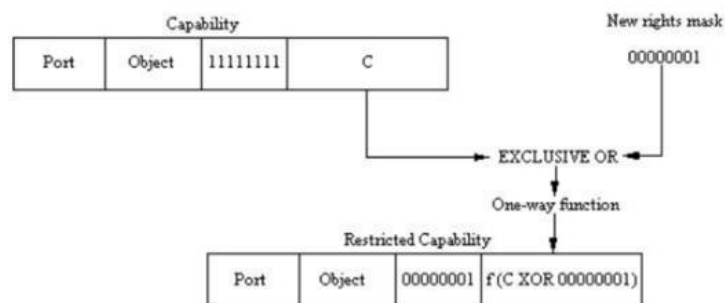 Capability
New rights mask
Port Object 11111111 C
00000001
EXCLUSIVE OR
One-way function
Restricted Capability
Port Object 00000001 f(C XOR 00000001)